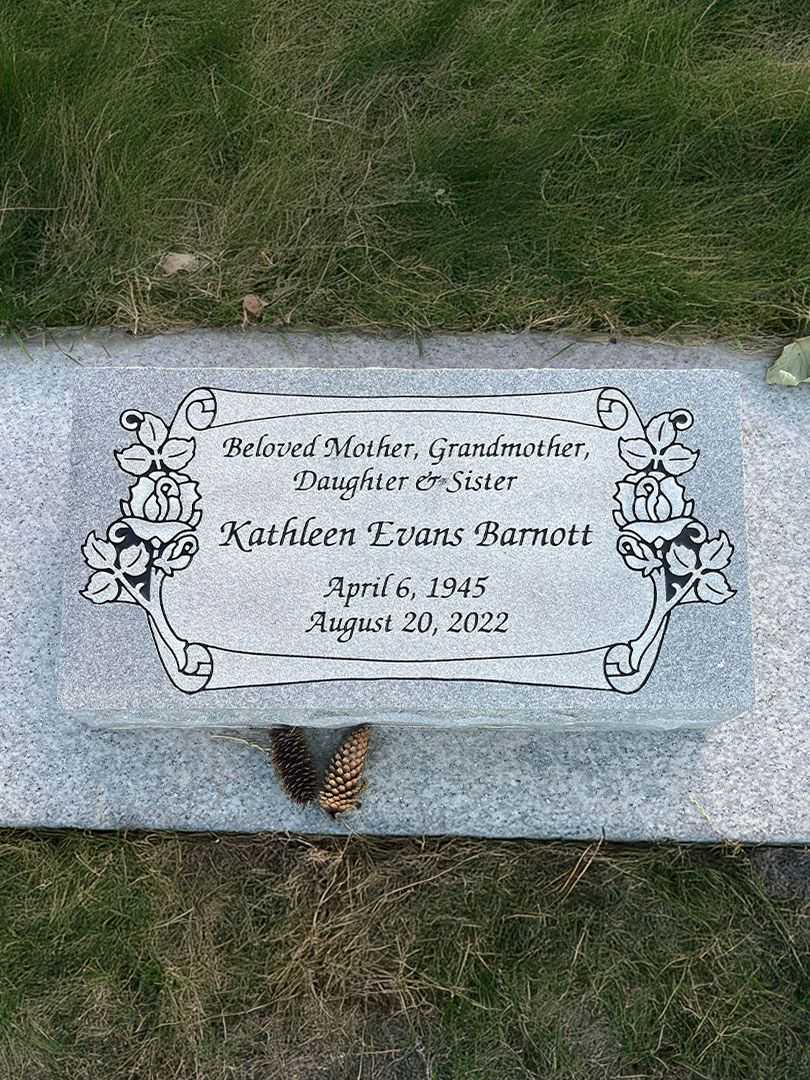 Beloved Mother, Grandmother,
Daughter & Sister
Kathleen Evans Barnott
April 6, 1945
August 20, 2022